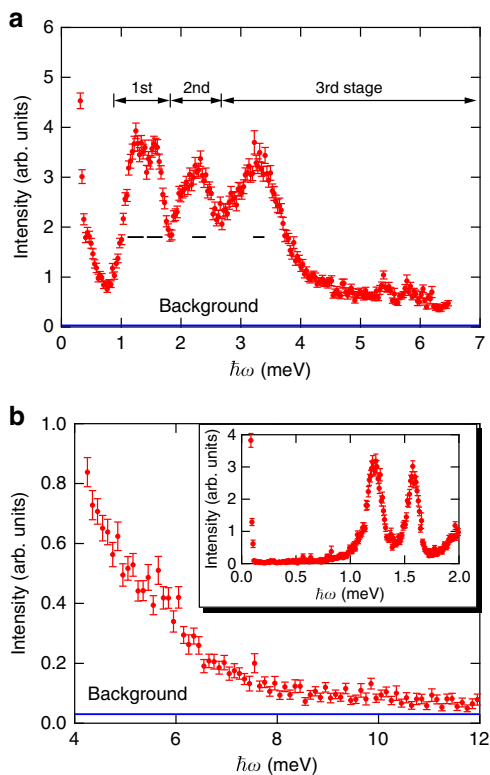 a
6
5
4
3
2
1
0
Intensity (arb. units)
1st
2nd
3rd stage
Background
0 1 2 3 4 5 6 7
ℏω (meV)
b
1.0
0.8
0.6
0.4
0.2
0.0
Intensity (arb. units)
4
3
2
1
0
Intensity (arb. units)
0.0 0.5 1.0 1.5 2.0
ℏω (meV)
Background
4 6 8 10 12
ℏω (meV)